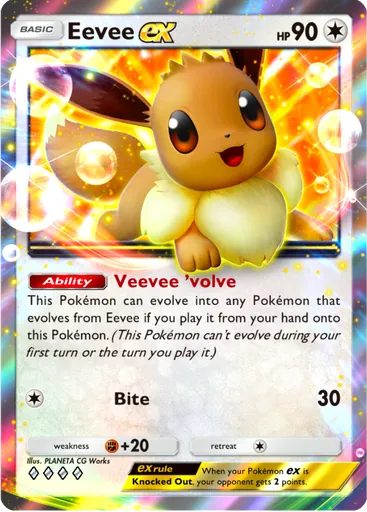 BASIC Eevee ex HP 90
Ability Veevee 'volve
This Pokémon can evolve into any Pokémon that
evolves from Eevee if you play it from your hand onto
this Pokémon. (This Pokémon can't evolve during your
first turn or the turn you play it.)
Bite 30
weakness +20 retreat
Illus. PLANETA CG Works
ex rule When your Pokémon ex is
Knocked Out, your opponent gets 2 points.